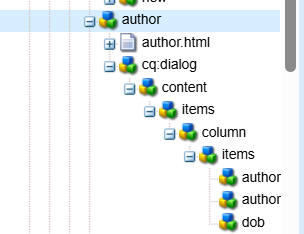 author
author.html
cq:dialog
content
items
column
items
author
author
dob